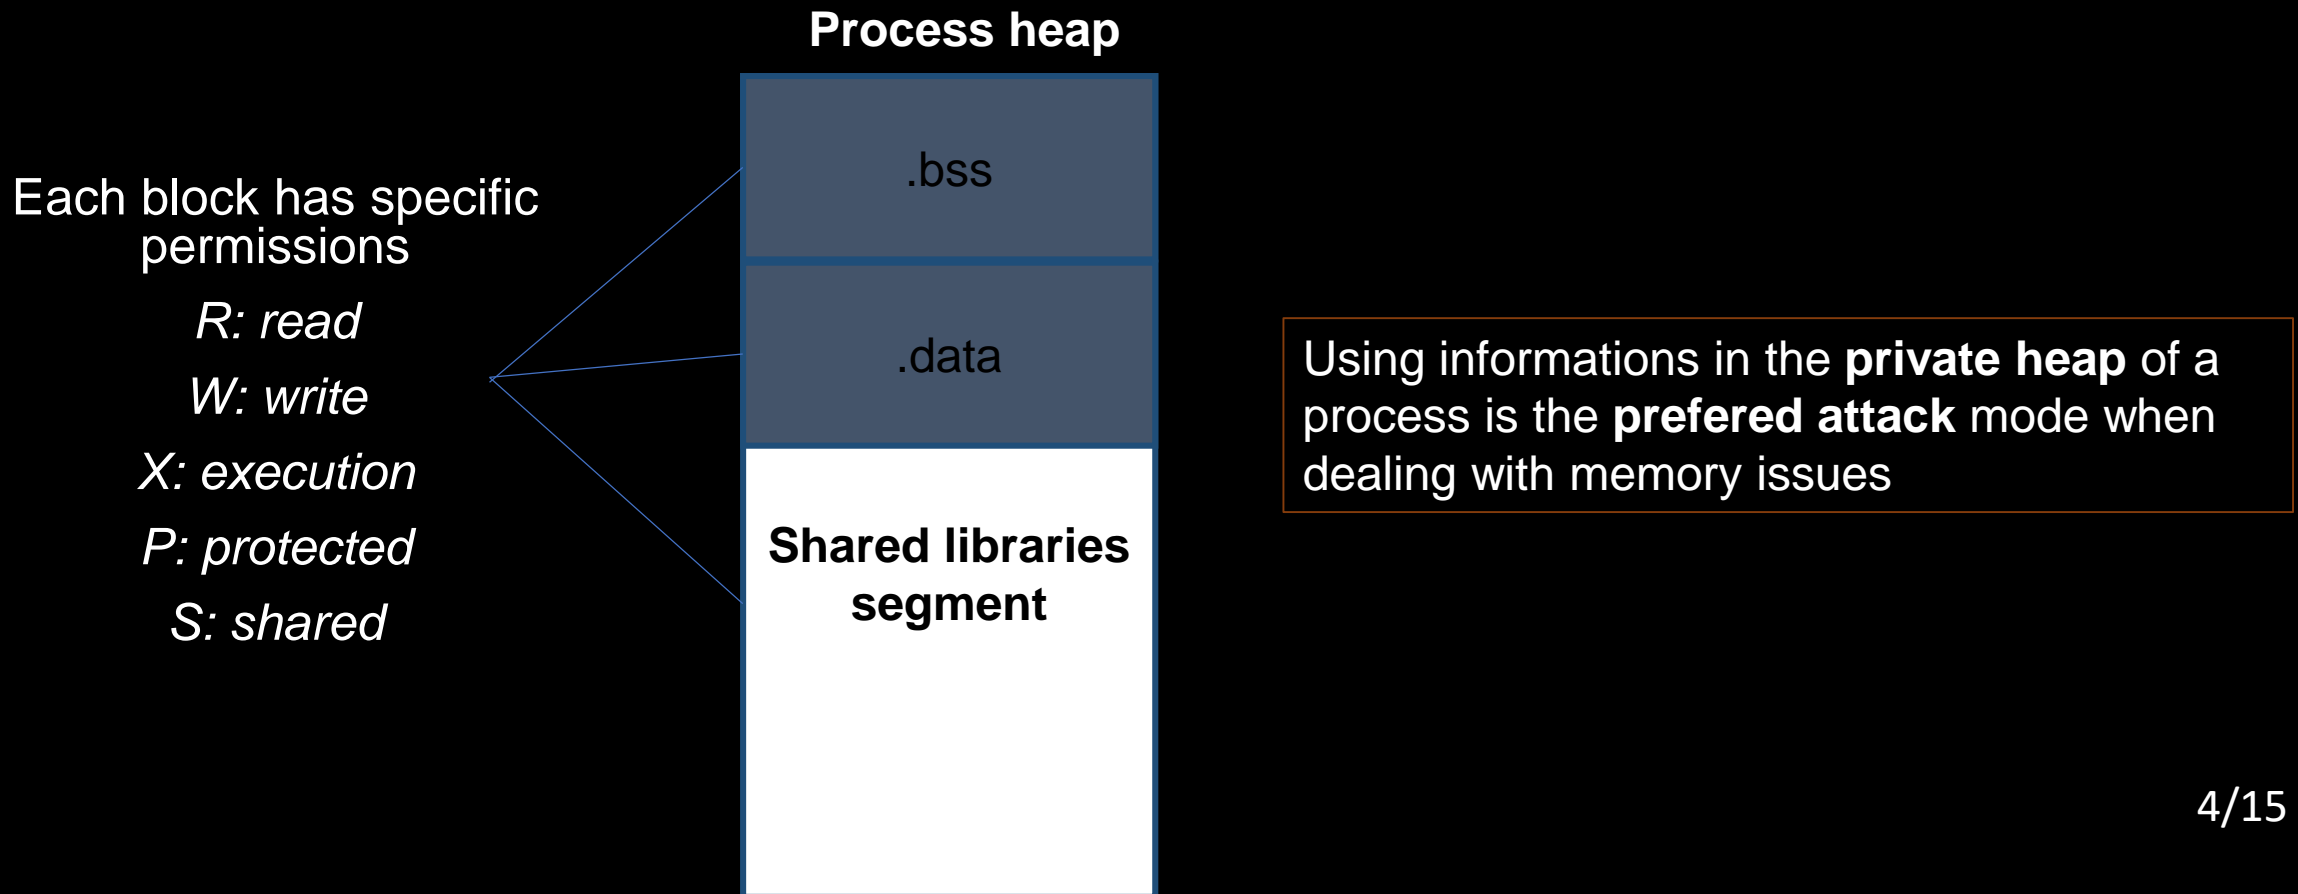 Process heap
Each block has specific
permissions
R: read
W: write
X: execution
P: protected
S: shared
.bss
.data
Shared libraries
segment
Using informations in the private heap of a
process is the prefered attack mode when
dealing with memory issues
4/15